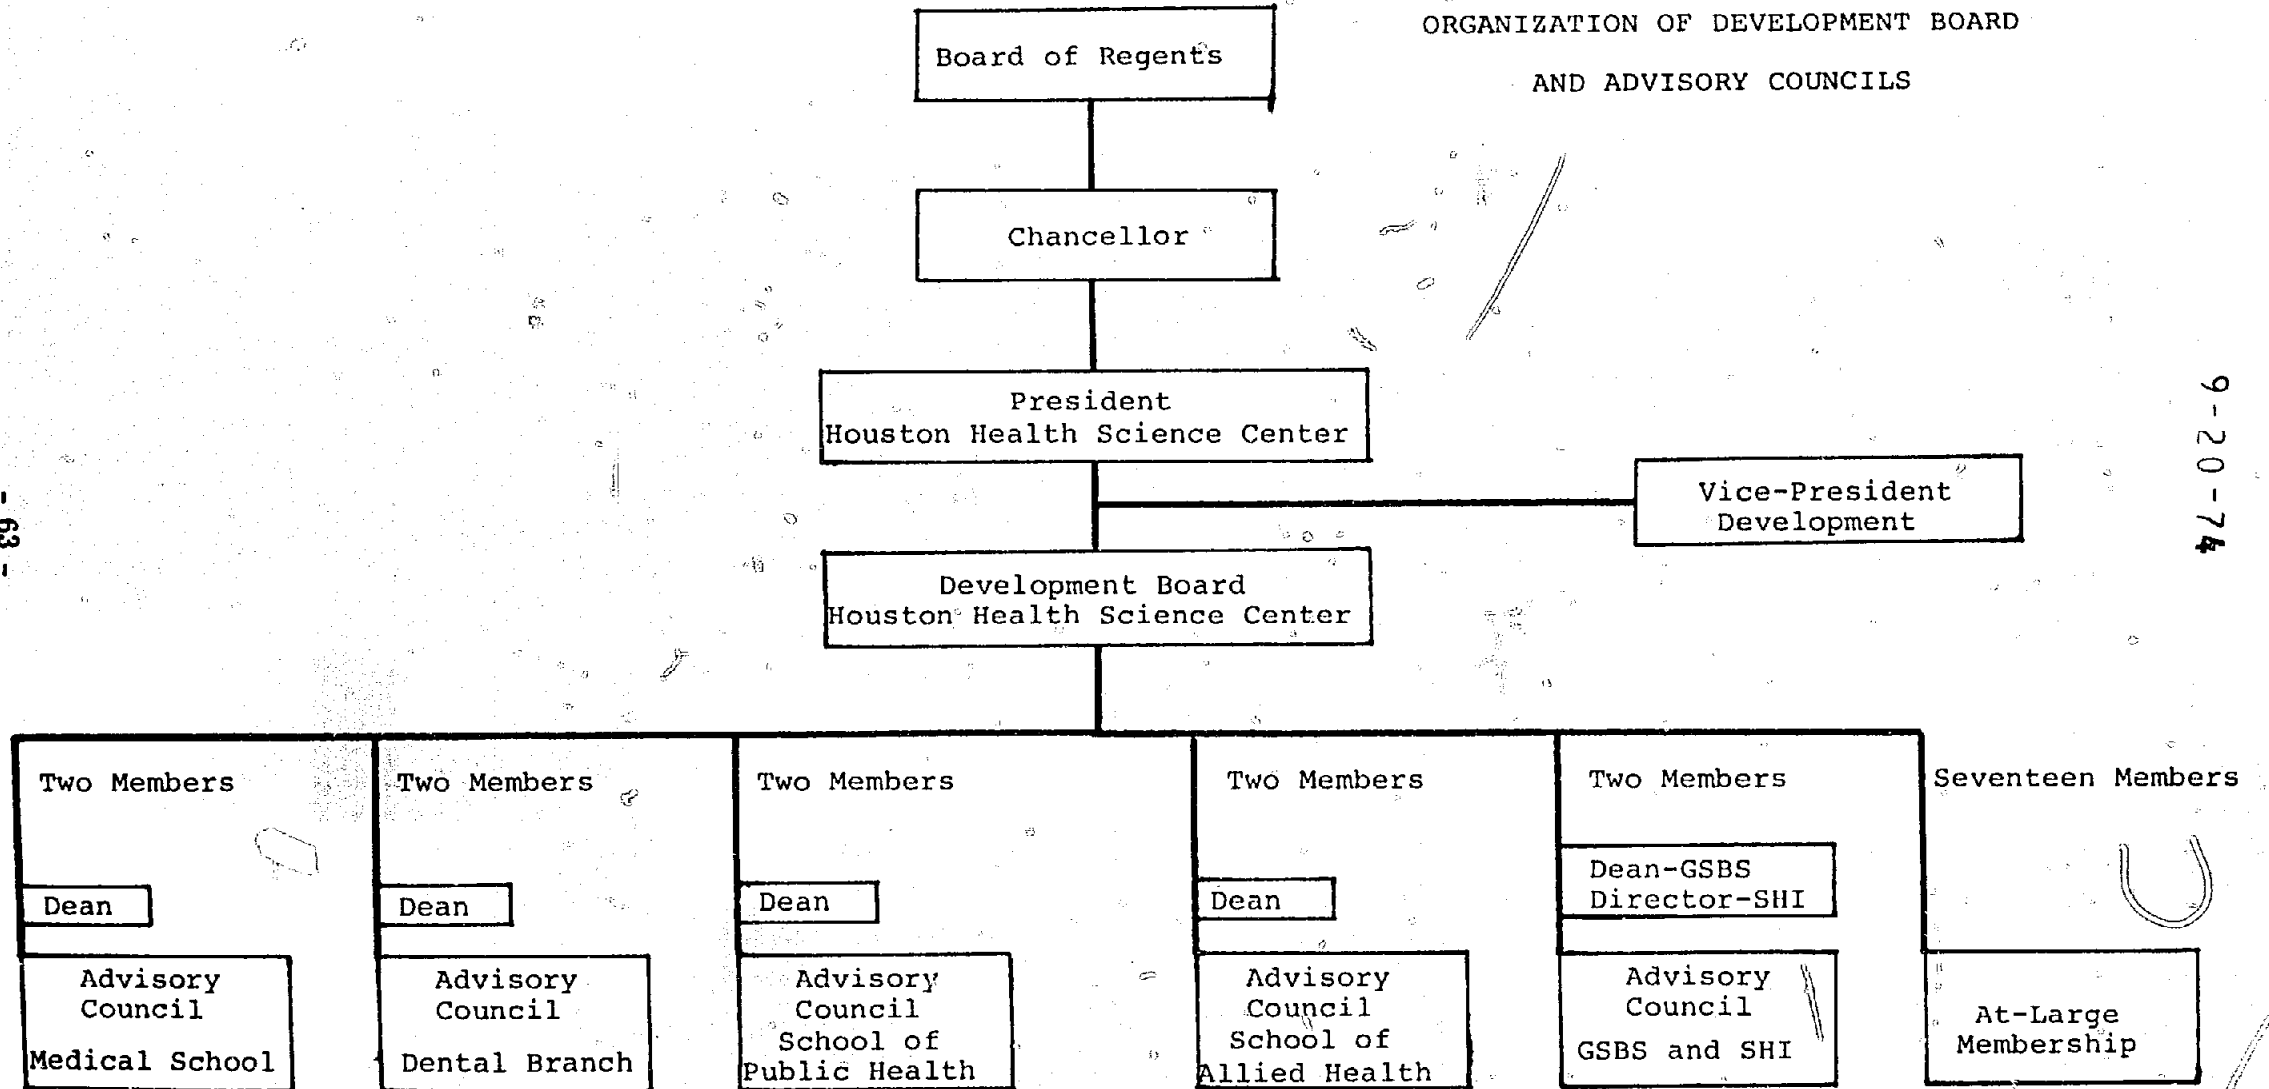 ORGANIZATION OF DEVELOPMENT BOARD
AND ADVISORY COUNCILS
Board of Regents
Chancellor
President
Houston Health Science Center
Vice-President
Development
Development Board
Houston Health Science Center
9-20-74
- 63 -
Two Members
Dean
Advisory
Council
Medical School
Two Members
Dean
Advisory
Council
Dental Branch
Two Members
Dean
Advisory
Council
School of
Public Health
Two Members
Dean
Advisory
Council
School of
Allied Health
Two Members
Dean-GSBS
Director-SHI
Advisory
Council
GSBS and SHI
Seventeen Members
At-Large
Membership